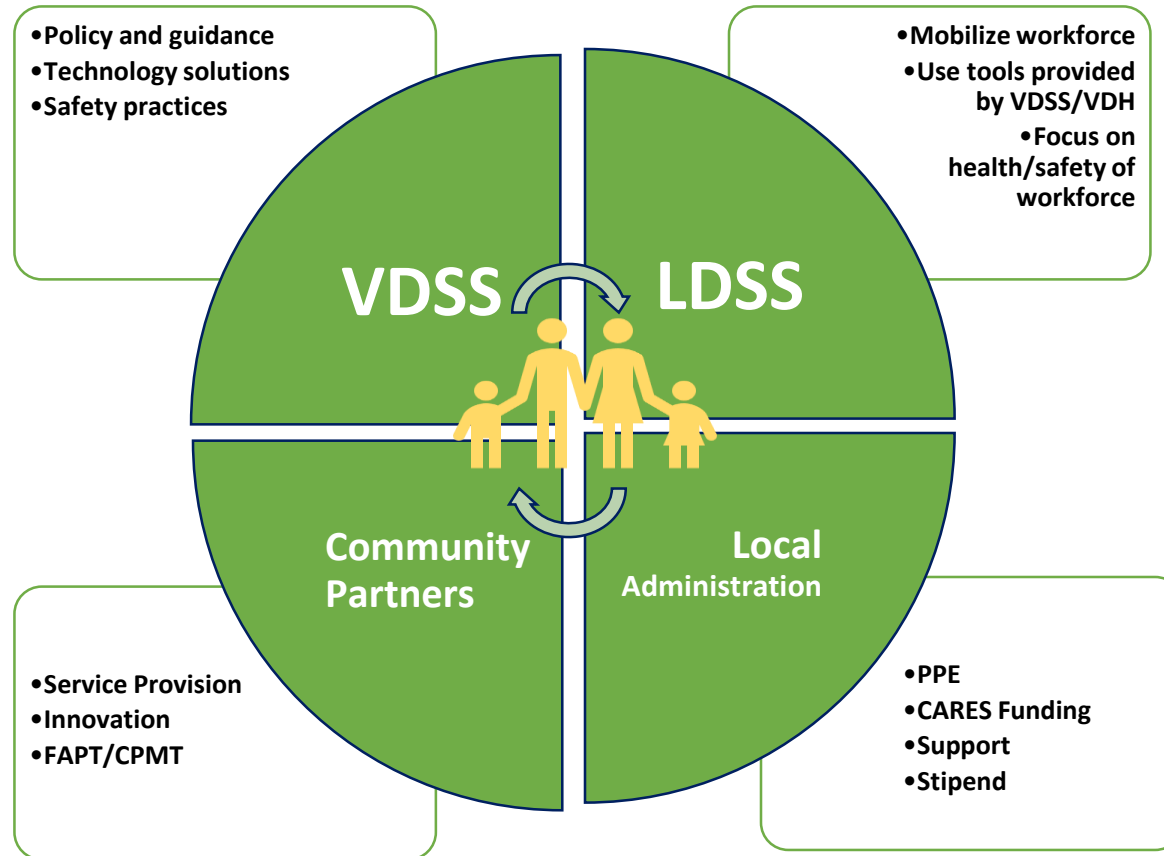 •Policy and guidance
•Technology solutions
•Safety practices
•Mobilize workforce
•Use tools provided
by VDSS/VDH
•Focus on
health/safety of
workforce
VDSS
LDSS
Community
Partners
Local
Administration
•Service Provision
•Innovation
•FAPT/CPMT
•PPE
•CARES Funding
•Support
•Stipend